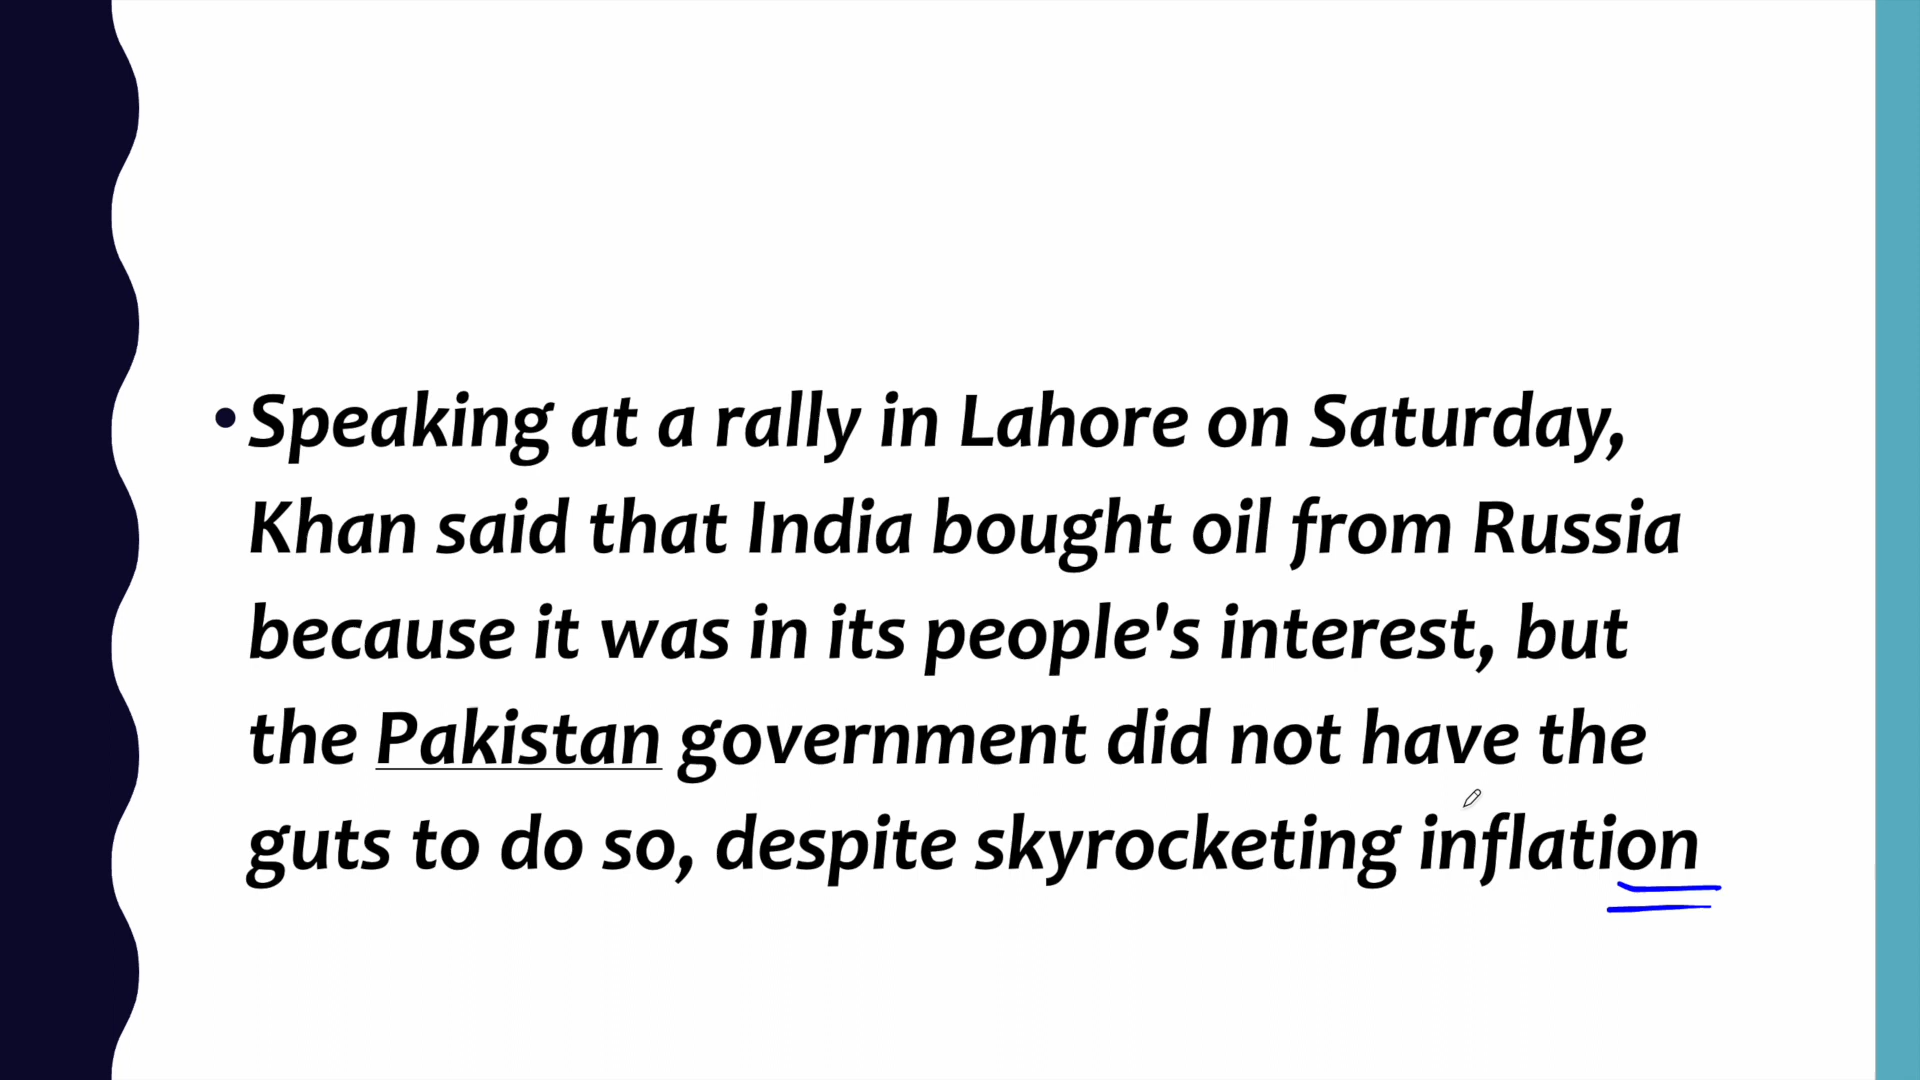 •Speaking at a rally in Lahore on Saturday,
Khan said that India bought oil from Russia
because it was in its people's interest, but
the Pakistan government did not have the
guts to do so, despite skyrocketing inflation